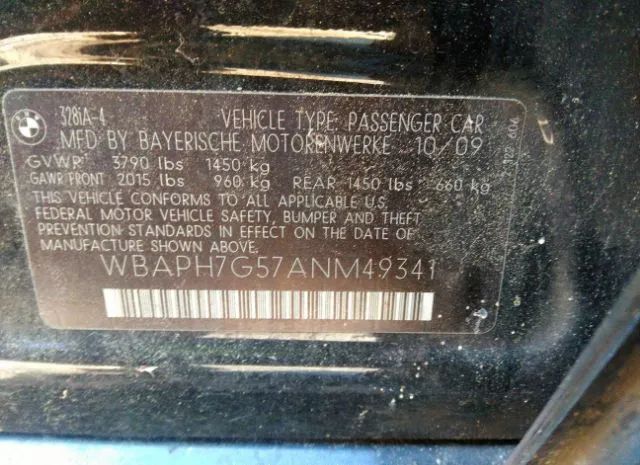 BMW
328iA-4 VEHICLE TYPE: PASSENGER CAR
MFD BY BAYERISCHE MOTORENWERKE 10/09
GVWR 3790 lbs 1450 kg
GAWR FRONT 2015 lbs 960 kg REAR 1450 lbs 660 kg
THIS VEHICLE CONFORMS TO ALL APPLICABLE U.S.
FEDERAL MOTOR VEHICLE SAFETY, BUMPER AND THEFT
PREVENTION STANDARDS IN EFFECT ON THE DATE OF
MANUFACTURE SHOWN ABOVE.
WBAPH7G57ANM49341